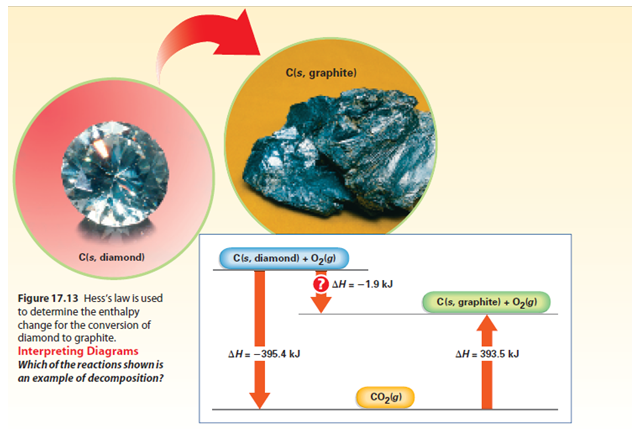 C(s, graphite)
C(s, diamond)
Figure 17.13 Hess's law is used
to determine the enthalpy
change for the conversion of
diamond to graphite.
Interpreting Diagrams
Which of the reactions shown is
an example of decomposition?
C(s, diamond) + O₂(g)
? ΔH = −1.9 kJ
C(s, graphite) + O₂(g)
ΔH = −395.4 kJ
ΔH = 393.5 kJ
CO₂(g)